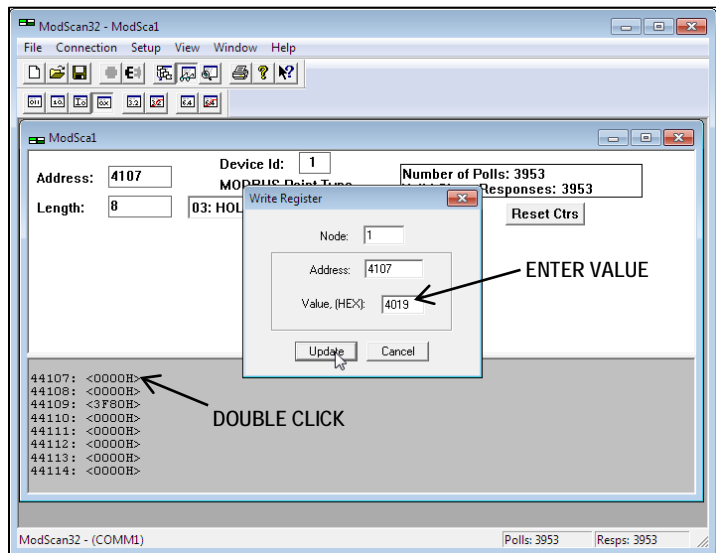 ModScan32 - ModSca1
File Connection Setup View Window Help
ModSca1
Address: 4107
Device Id: 1
Number of Polls: 3953
Responses: 3953
Length: 8
03: HOL
Reset Ctrs
Write Register
Node: 1
Address: 4107
Value, (HEX): 4019
Update Cancel
ENTER VALUE
44107: <0000H>
44108: <0000H>
44109: <3F80H>
44110: <0000H>
44111: <0000H>
44112: <0000H>
44113: <0000H>
44114: <0000H>
DOUBLE CLICK
ModScan32 - (COMM1)
Polls: 3953 Resps: 3953